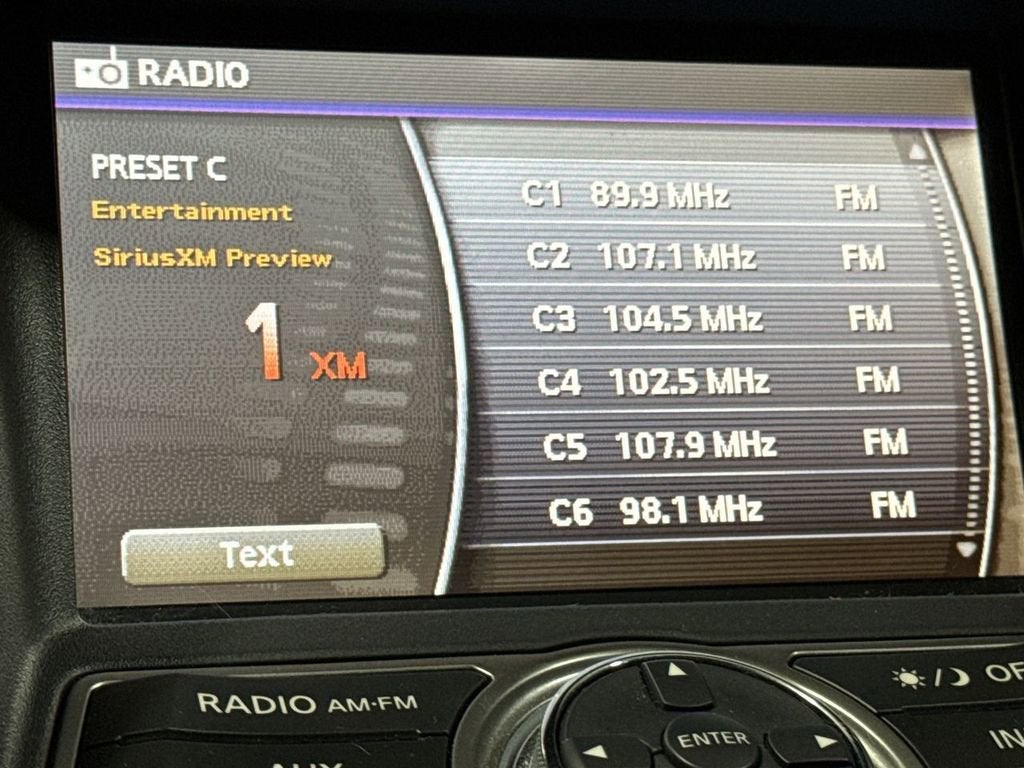 RADIO
PRESET C
Entertainment
SiriusXM Preview
1 XM
Text
C1 89.9 MHz FM
C2 107.1 MHz FM
C3 104.5 MHz FM
C4 102.5 MHz FM
C5 107.9 MHz FM
C6 98.1 MHz FM
RADIO AM·FM
ENTER
AUX